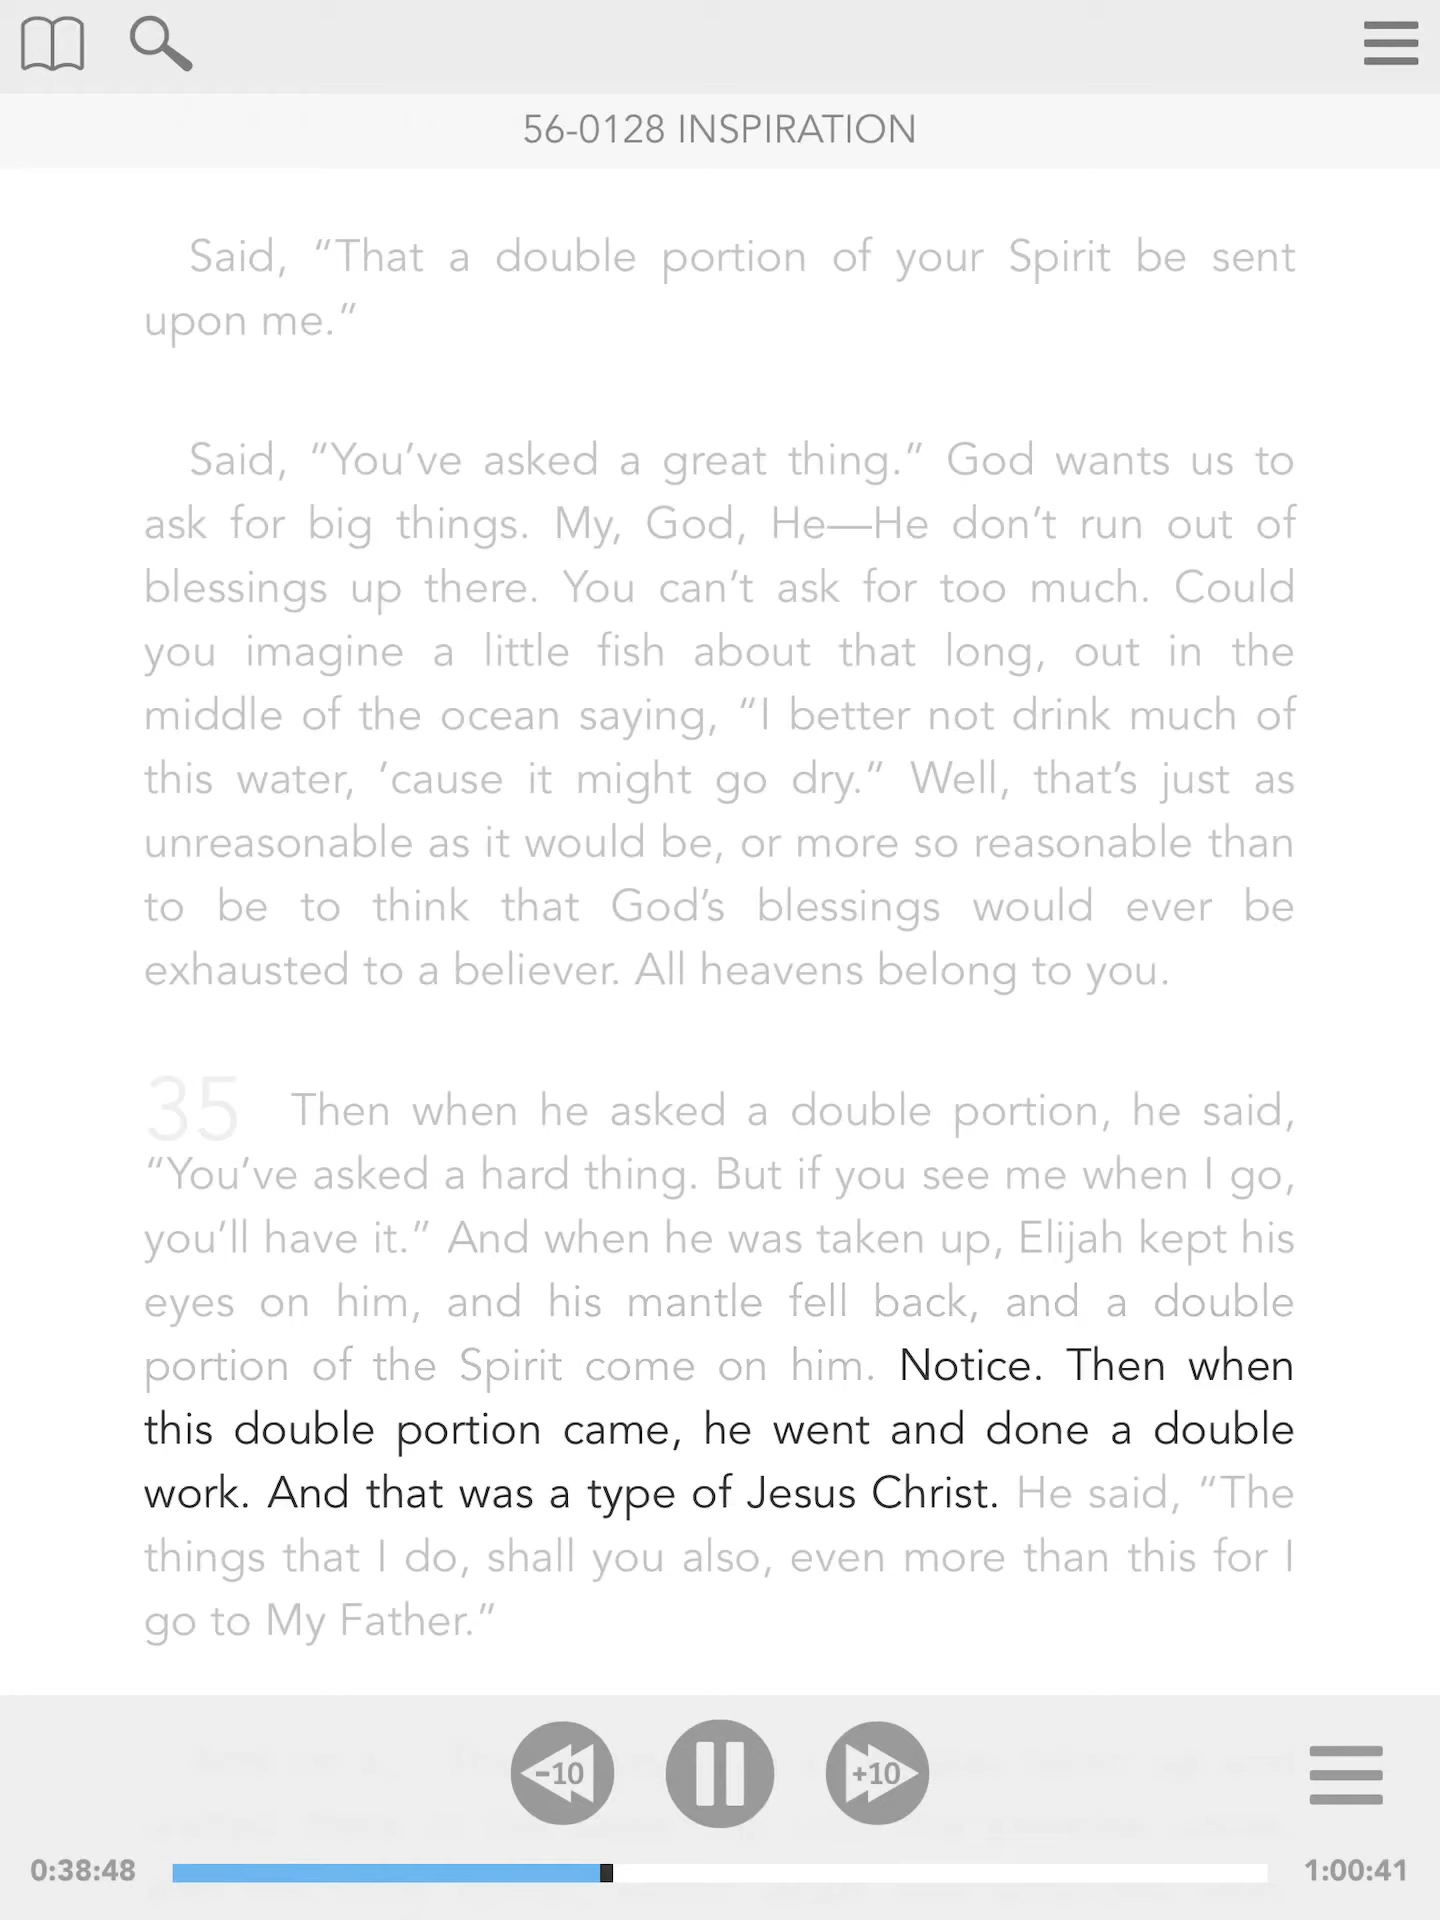 56-0128 INSPIRATION
Said, “That a double portion of your Spirit be sent
upon me.”
Said, “You’ve asked a great thing.” God wants us to
ask for big things. My, God, He—He don’t run out of
blessings up there. You can’t ask for too much. Could
you imagine a little fish about that long, out in the
middle of the ocean saying, “I better not drink much of
this water, ’cause it might go dry.” Well, that’s just as
unreasonable as it would be, or more so reasonable than
to be to think that God’s blessings would ever be
exhausted to a believer. All heavens belong to you.
35 Then when he asked a double portion, he said,
“You’ve asked a hard thing. But if you see me when I go,
you’ll have it.” And when he was taken up, Elijah kept his
eyes on him, and his mantle fell back, and a double
portion of the Spirit come on him. Notice. Then when
this double portion came, he went and done a double
work. And that was a type of Jesus Christ. He said, “The
things that I do, shall you also, even more than this for I
go to My Father.”
-10 +10
0:38:48 1:00:41